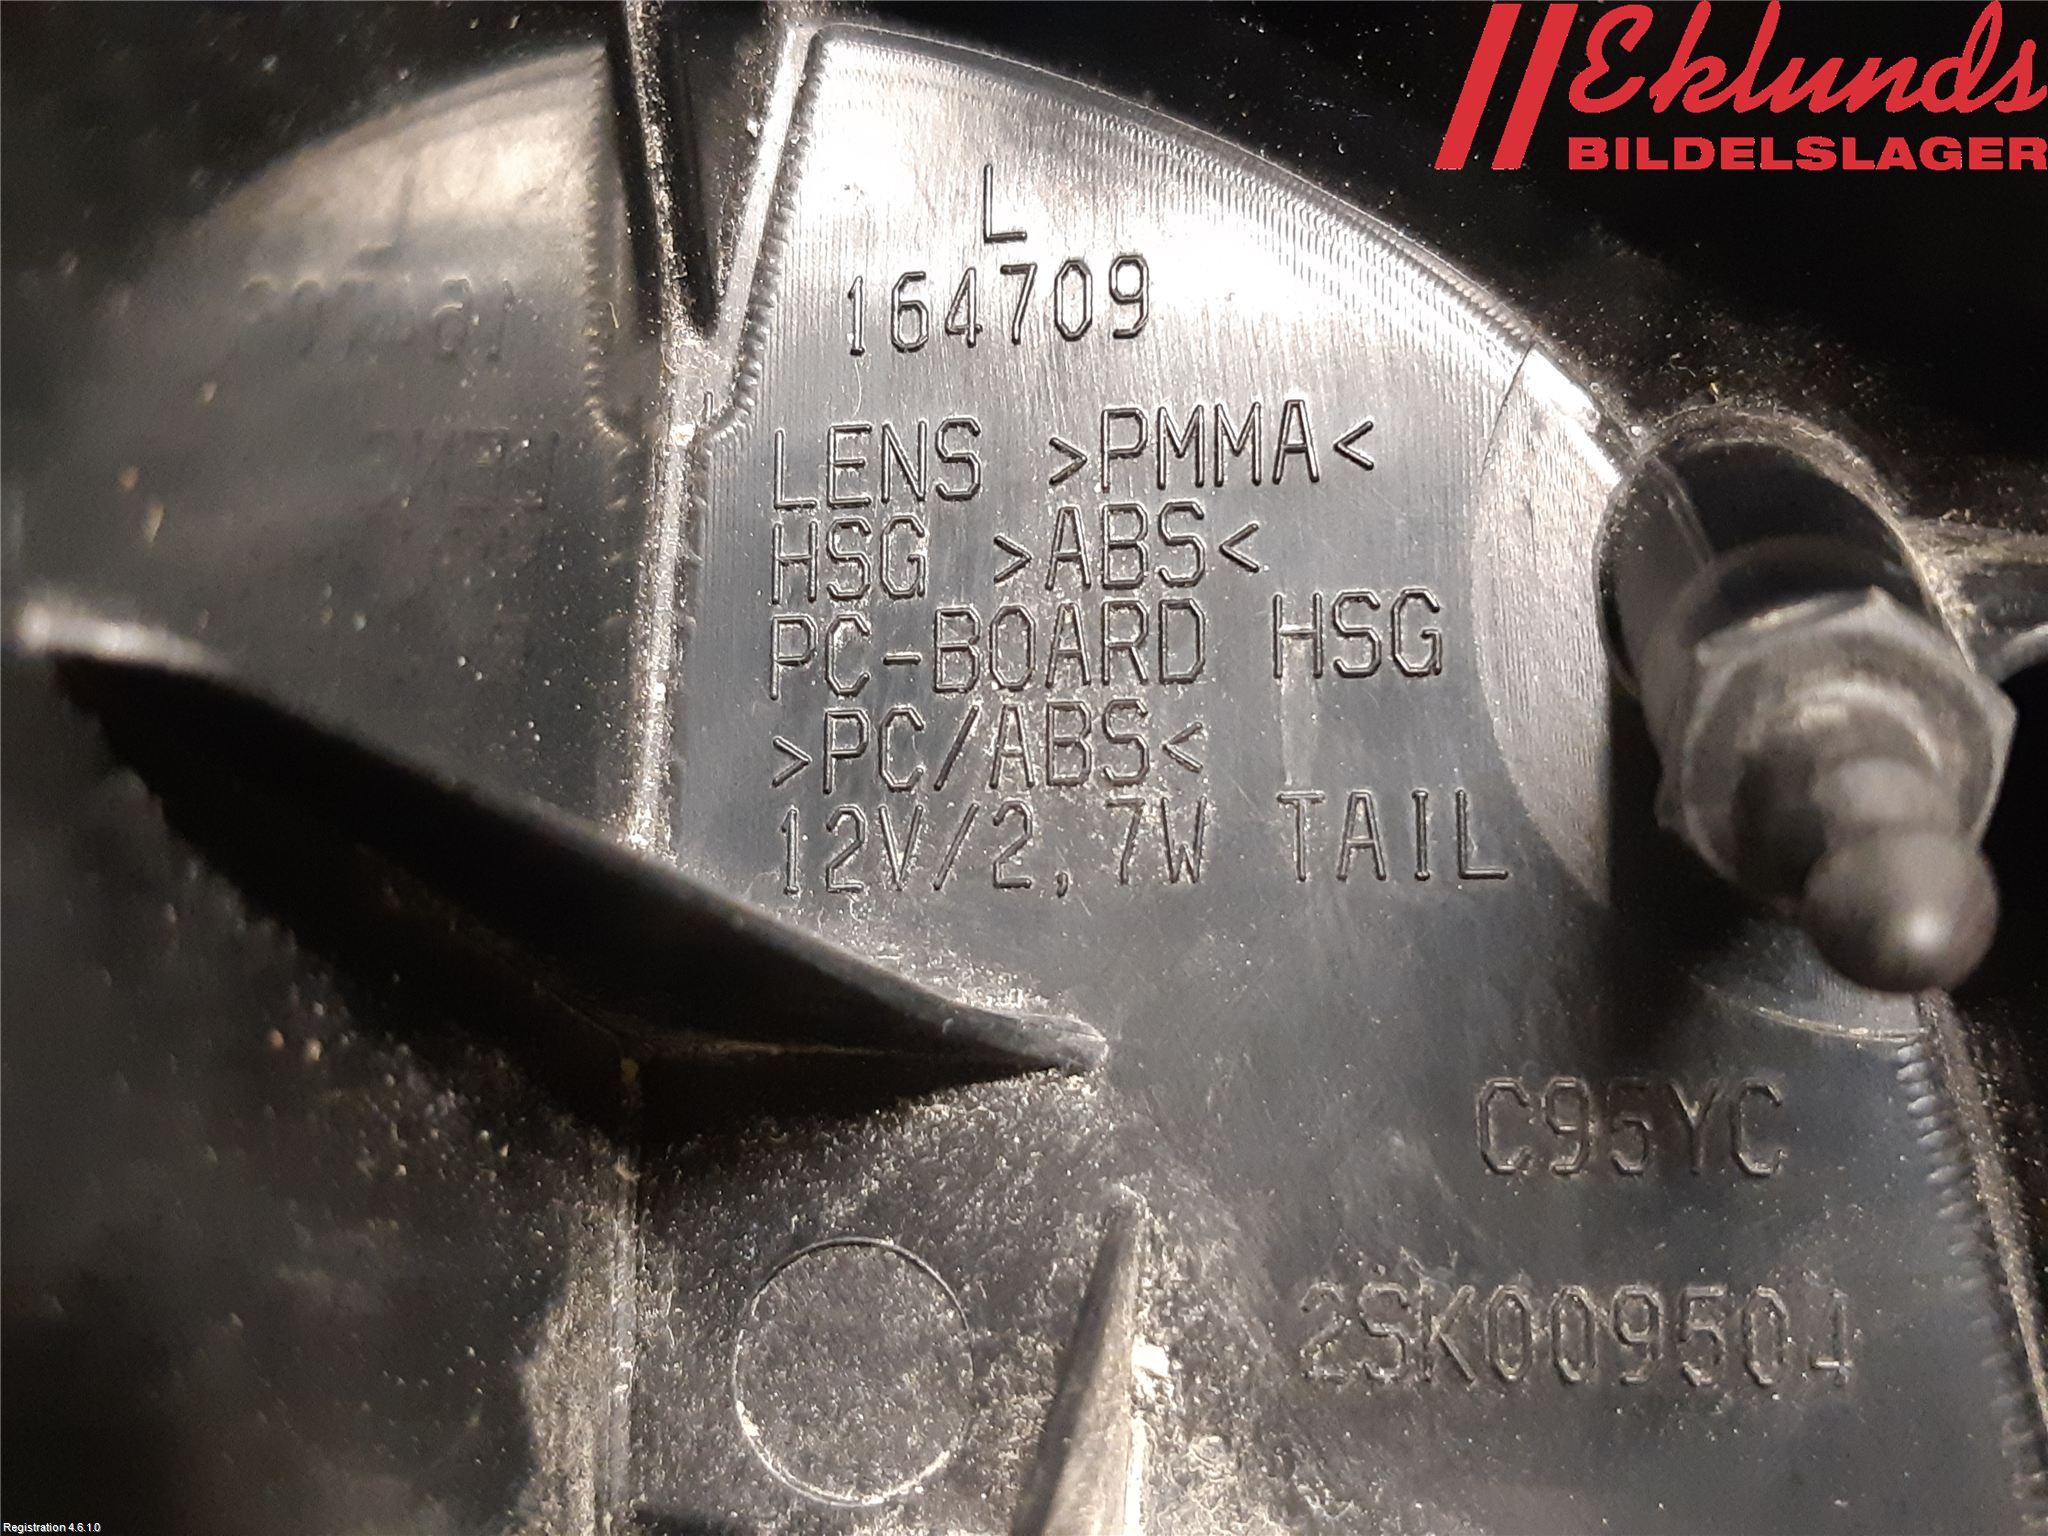 Eklunds
BILDELSLAGER
L
164709
LENS >PMMA<
HSG >ABS<
PC-BOARD HSG
>PC/ABS<
12V/2,7W TAIL
C95YC
2SK009504
Registration 4.6.1.0